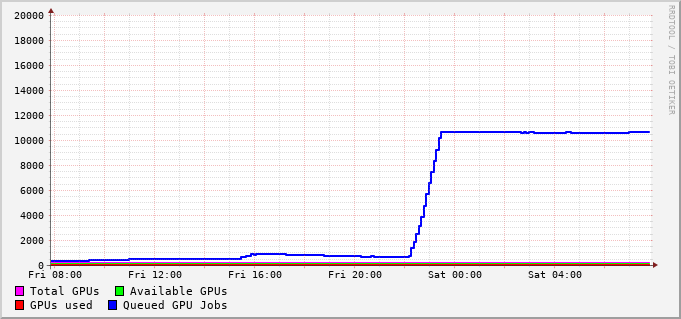 20000
18000
16000
14000
12000
10000
8000
6000
4000
2000
0
Fri 08:00 Fri 12:00 Fri 16:00 Fri 20:00 Sat 00:00 Sat 04:00
Total GPUs Available GPUs
GPUs used Queued GPU Jobs
RRDTOOL / TOBI OETIKER